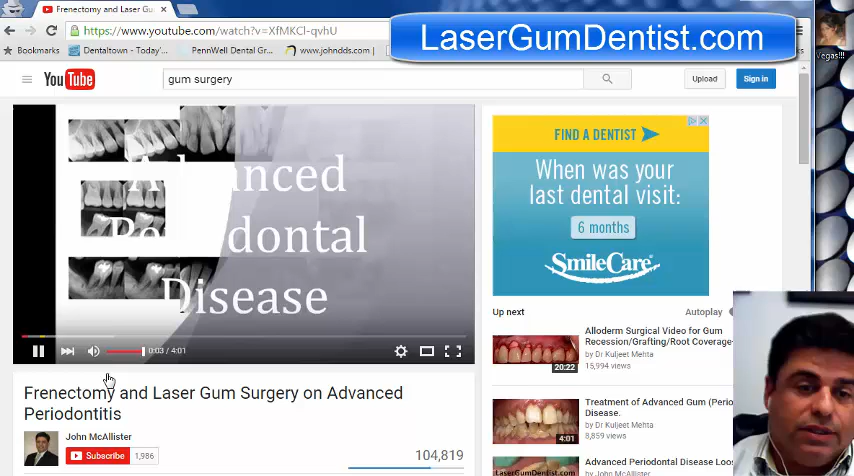 Frenectomy and Laser Gu
https://www.youtube.com/watch?v=XfMKCl-qvhU
Bookmarks
Dentaltown - Today'...
PennWell Dental Gr...
www.johndds.com
LaserGumDentist.com
Vegas!!!
YouTube
gum surgery
Upload
Sign in
Advanced
Periodontal
Disease
0:03 / 4:01
FIND A DENTIST
When was your
last dental visit:
6 months
SmileCare
Up next
Autoplay
Alloderm Surgical Video for Gum
Recession/Grafting/Root Coverage
by Dr Kuljeet Mehta
15,994 views
20:22
Treatment of Advanced Gum (Perio
Disease.
by Dr Kuljeet Mehta
8,859 views
4:01
Advanced Periodontal Disease Loos
by John McAllister
Frenectomy and Laser Gum Surgery on Advanced
Periodontitis
John McAllister
Subscribe
1,986
104,819